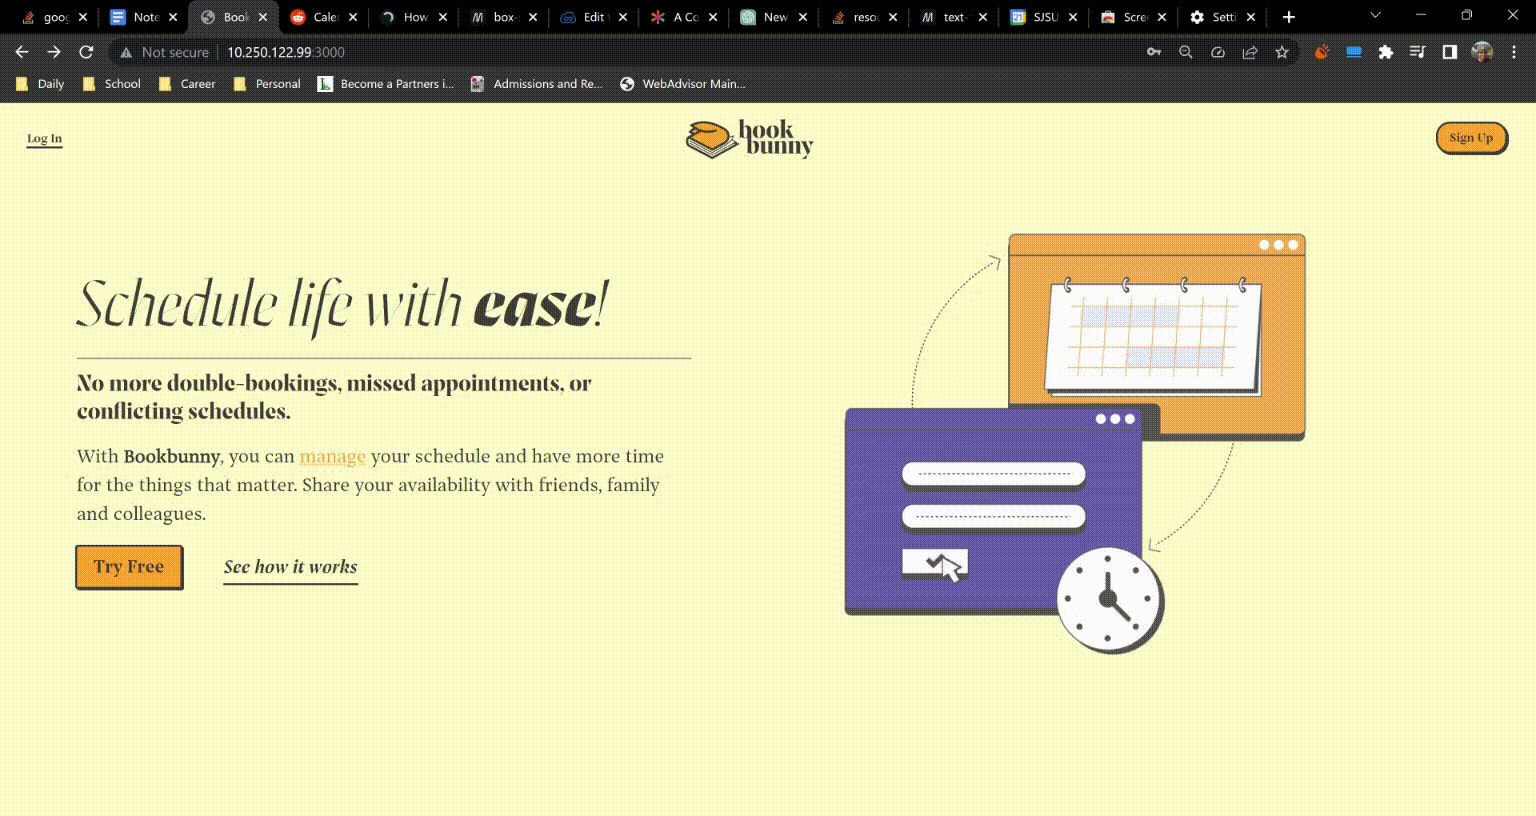 goog
Note
Book
Caler
How
box-
Edit
A Co
New
reso
text-
SJSU
Scre
Setti
Not secure
10.250.122.99:3000
Daily
School
Career
Personal
Become a Partners i...
Admissions and Re...
WebAdvisor Main...
Log In
book
bunny
Sign Up
Schedule life with ease!
No more double-bookings, missed appointments, or
conflicting schedules.
With Bookbunny, you can manage your schedule and have more time
for the things that matter. Share your availability with friends, family
and colleagues.
Try Free
See how it works